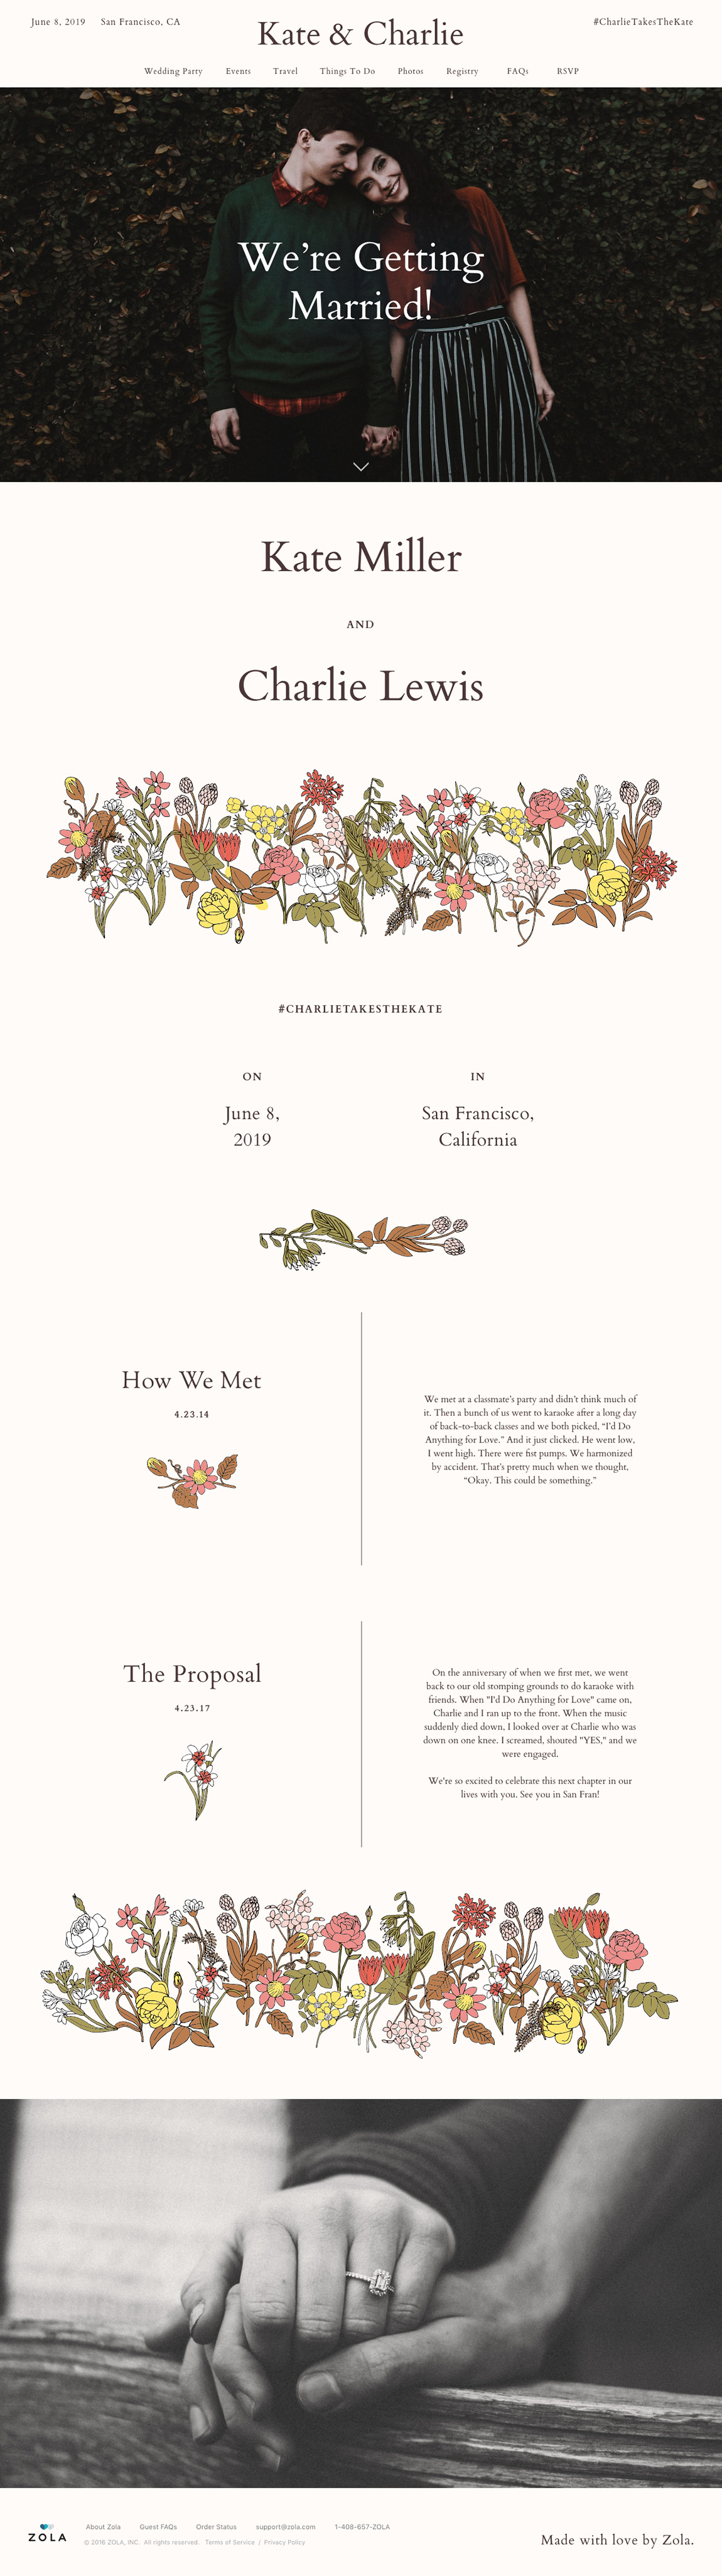 June 8, 2019 San Francisco, CA
Kate & Charlie
#CharlieTakesTheKate
Wedding Party Events Travel Things To Do Photos Registry FAQs RSVP
We’re Getting
Married!
Kate Miller
AND
Charlie Lewis
#CHARLIETAKESTHEKATE
ON
June 8,
2019
IN
San Francisco,
California
How We Met
4.23.14
We met at a classmate’s party and didn’t think much of
it. Then a bunch of us went to karaoke after a long day
of back-to-back classes and we both picked, “I’d Do
Anything for Love.” And it just clicked. He went low,
I went high. There were fist pumps. We harmonized
by accident. That’s pretty much when we thought,
“Okay. This could be something.”
The Proposal
4.23.17
On the anniversary of when we first met, we went
back to our old stomping grounds to do karaoke with
friends. When "I'd Do Anything for Love" came on,
Charlie and I ran up to the front. When the music
suddenly died down, I looked over at Charlie who was
down on one knee. I screamed, shouted "YES," and we
were engaged.
We're so excited to celebrate this next chapter in our
lives with you. See you in San Fran!
ZOLA
About Zola Guest FAQs Order Status support@zola.com 1-408-657-ZOLA
© 2016 ZOLA, INC. All rights reserved. Terms of Service / Privacy Policy
Made with love by Zola.